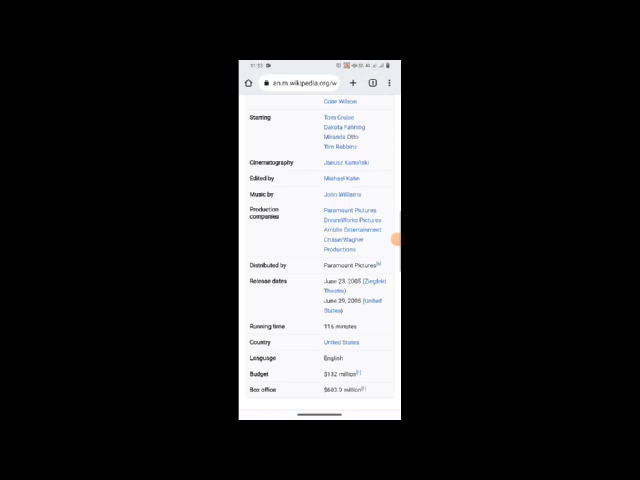 11:53
en.m.wikipedia.org/w
Colin Wilson
Starring
Tom Cruise
Dakota Fanning
Miranda Otto
Tim Robbins
Cinematography
Janusz Kamiński
Edited by
Michael Kahn
Music by
John Williams
Production
companies
Paramount Pictures
DreamWorks Pictures
Amblin Entertainment
Cruise/Wagner
Productions
Distributed by
Paramount Pictures
Release dates
June 23, 2005 (Ziegfeld
Theatre)
June 29, 2005 (United
States)
Running time
116 minutes
Country
United States
Language
English
Budget
$132 million
Box office
$603.9 million